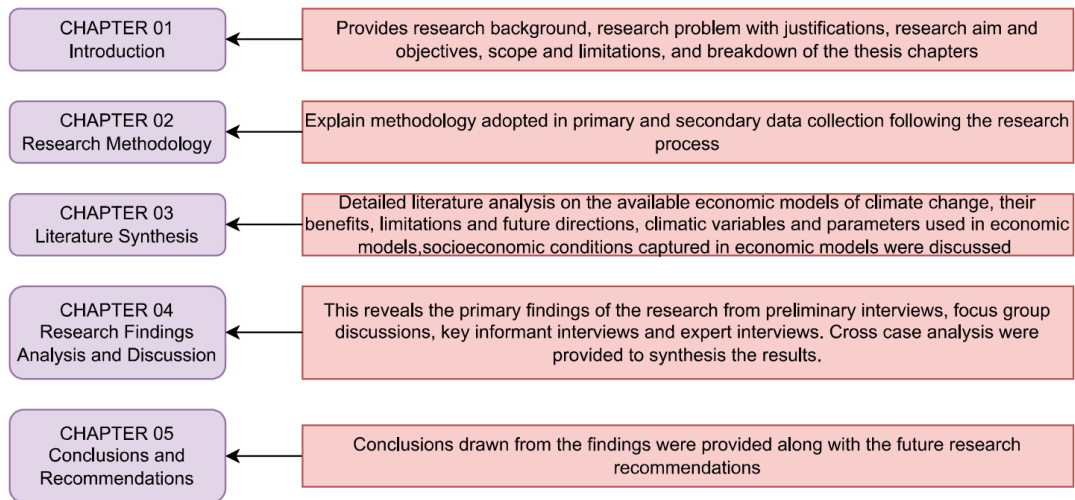 CHAPTER 01
Introduction
Provides research background, research problem with justifications, research aim and
objectives, scope and limitations, and breakdown of the thesis chapters
CHAPTER 02
Research Methodology
Explain methodology adopted in primary and secondary data collection following the research
process
CHAPTER 03
Literature Synthesis
Detailed literature analysis on the available economic models of climate change, their
benefits, limitations and future directions, climatic variables and parameters used in economic
models,socioeconomic conditions captured in economic models were discussed
CHAPTER 04
Research Findings
Analysis and Discussion
This reveals the primary findings of the research from preliminary interviews, focus group
discussions, key informant interviews and expert interviews. Cross case analysis were
provided to synthesis the results.
CHAPTER 05
Conclusions and
Recommendations
Conclusions drawn from the findings were provided along with the future research
recommendations